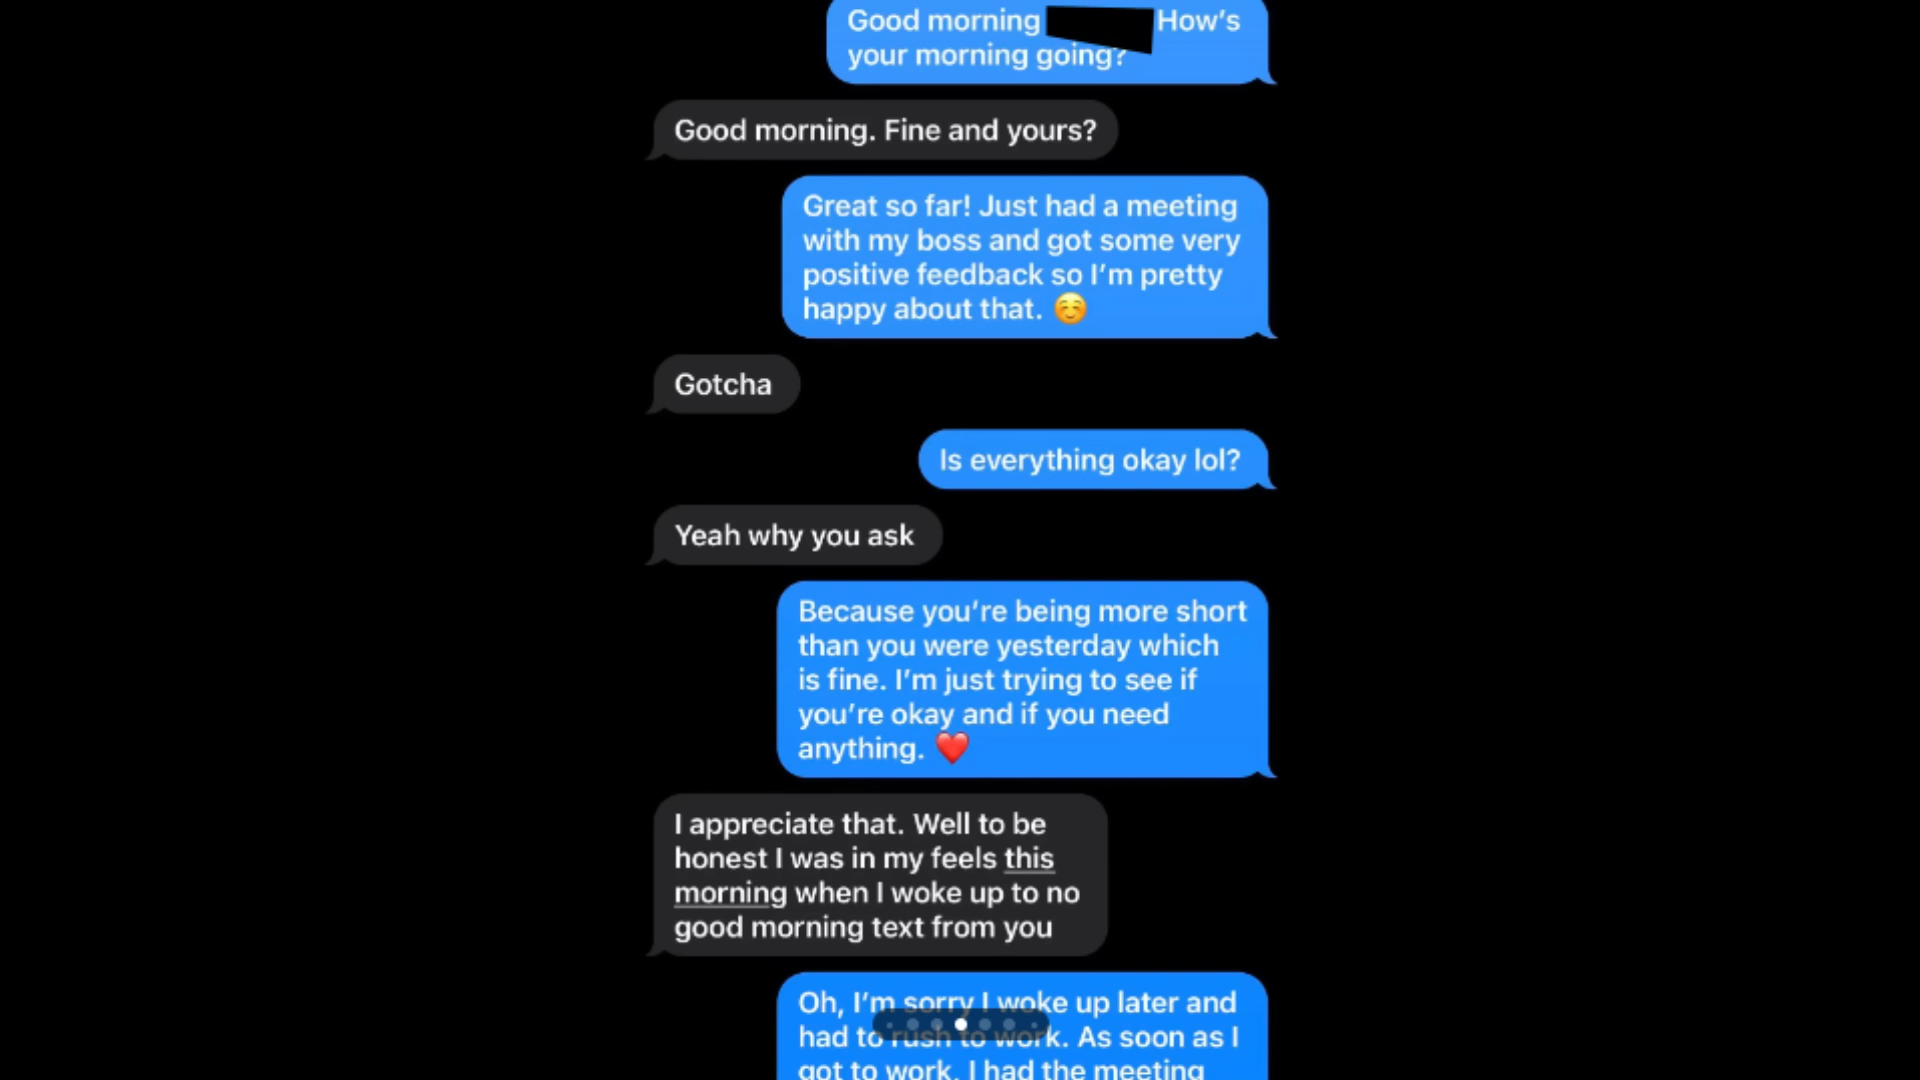 Good morning How's
your morning going?
Good morning. Fine and yours?
Great so far! Just had a meeting
with my boss and got some very
positive feedback so I'm pretty
happy about that. ☺️
Gotcha
Is everything okay lol?
Yeah why you ask
Because you're being more short
than you were yesterday which
is fine. I'm just trying to see if
you're okay and if you need
anything. ❤️
I appreciate that. Well to be
honest I was in my feels this
morning when I woke up to no
good morning text from you
Oh, I'm sorry I woke up later and
had to rush to work. As soon as I
got to work, I had the meeting